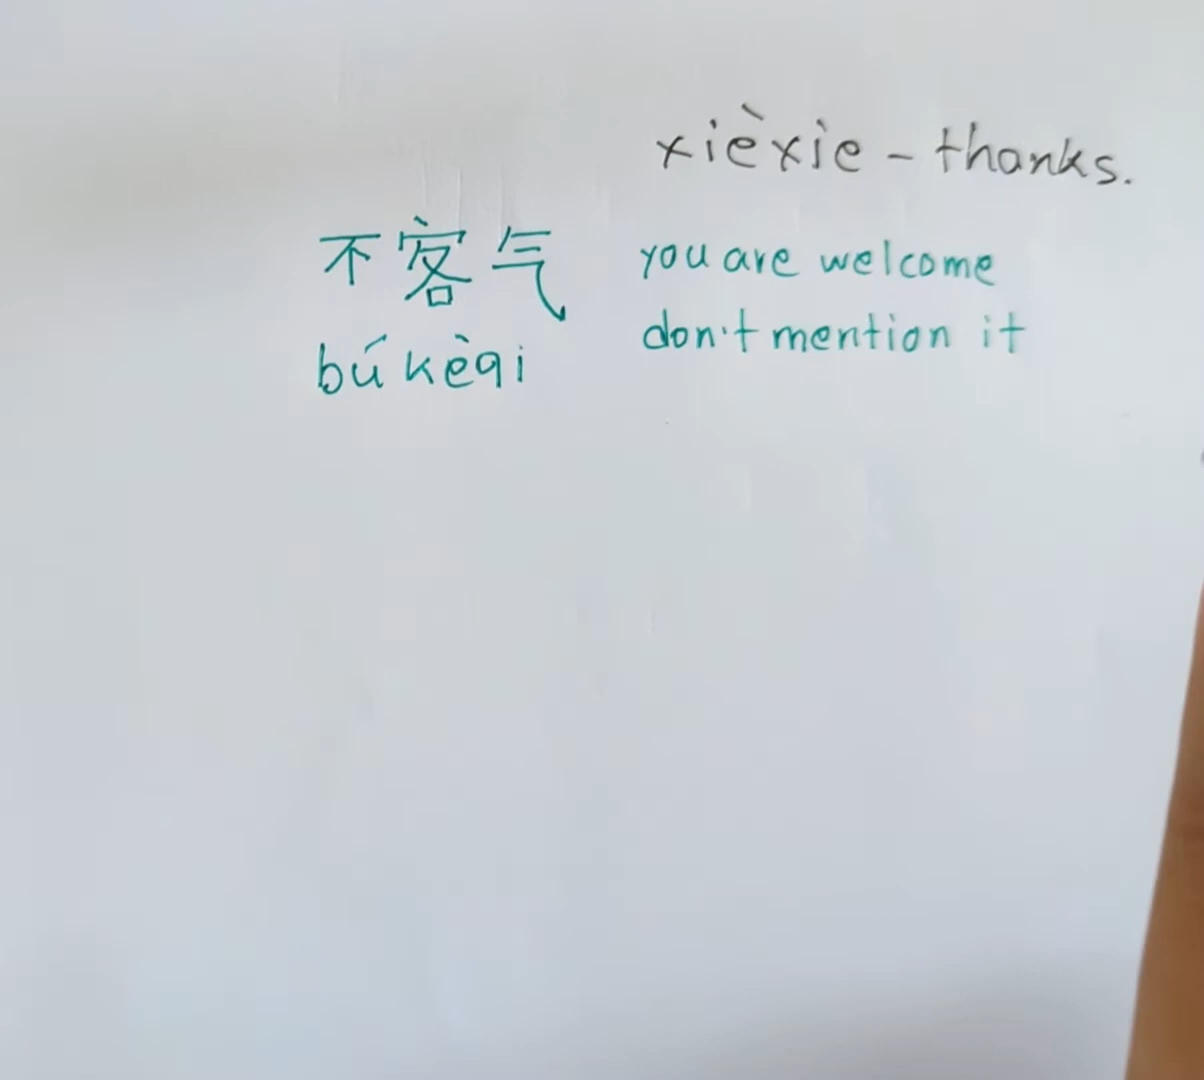 xièxie - thanks.
不客气 you are welcome
don't mention it
búkèqi